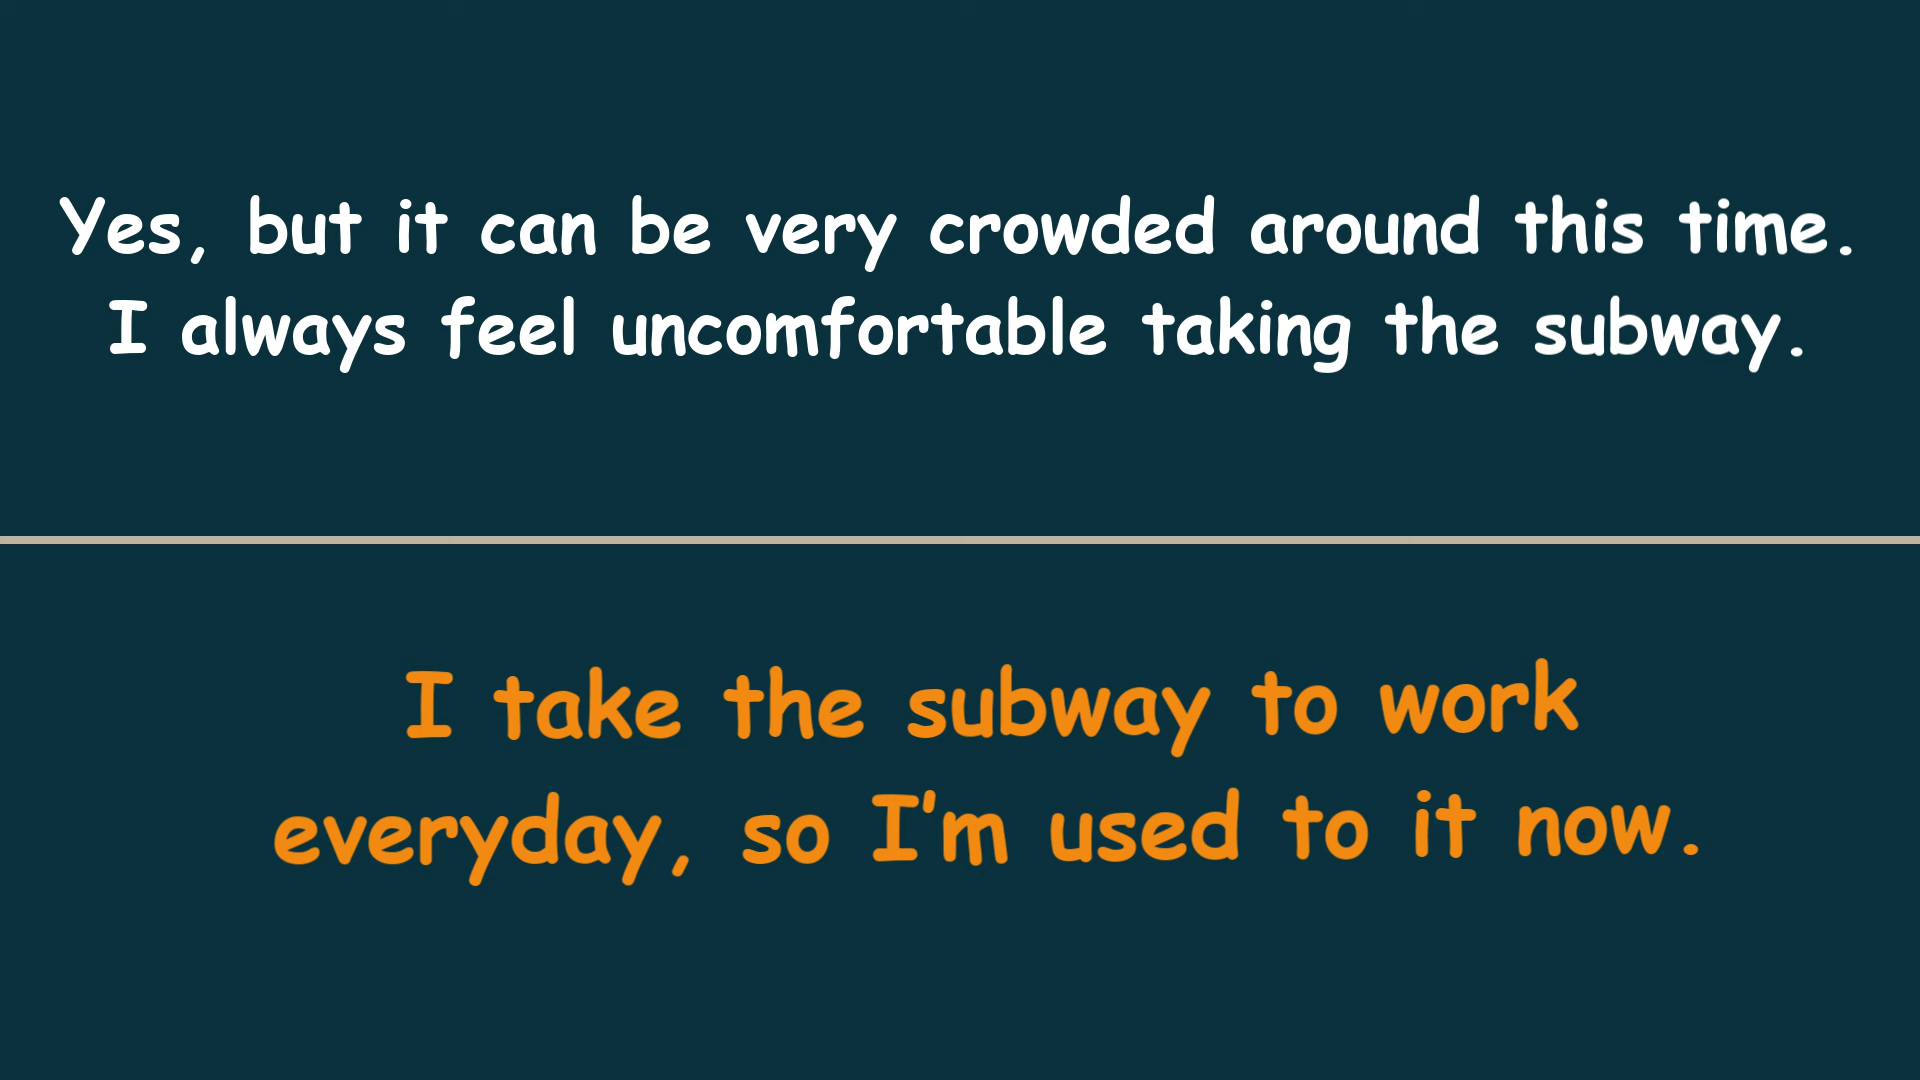 Yes, but it can be very crowded around this time.
I always feel uncomfortable taking the subway.
I take the subway to work
everyday, so I'm used to it now.